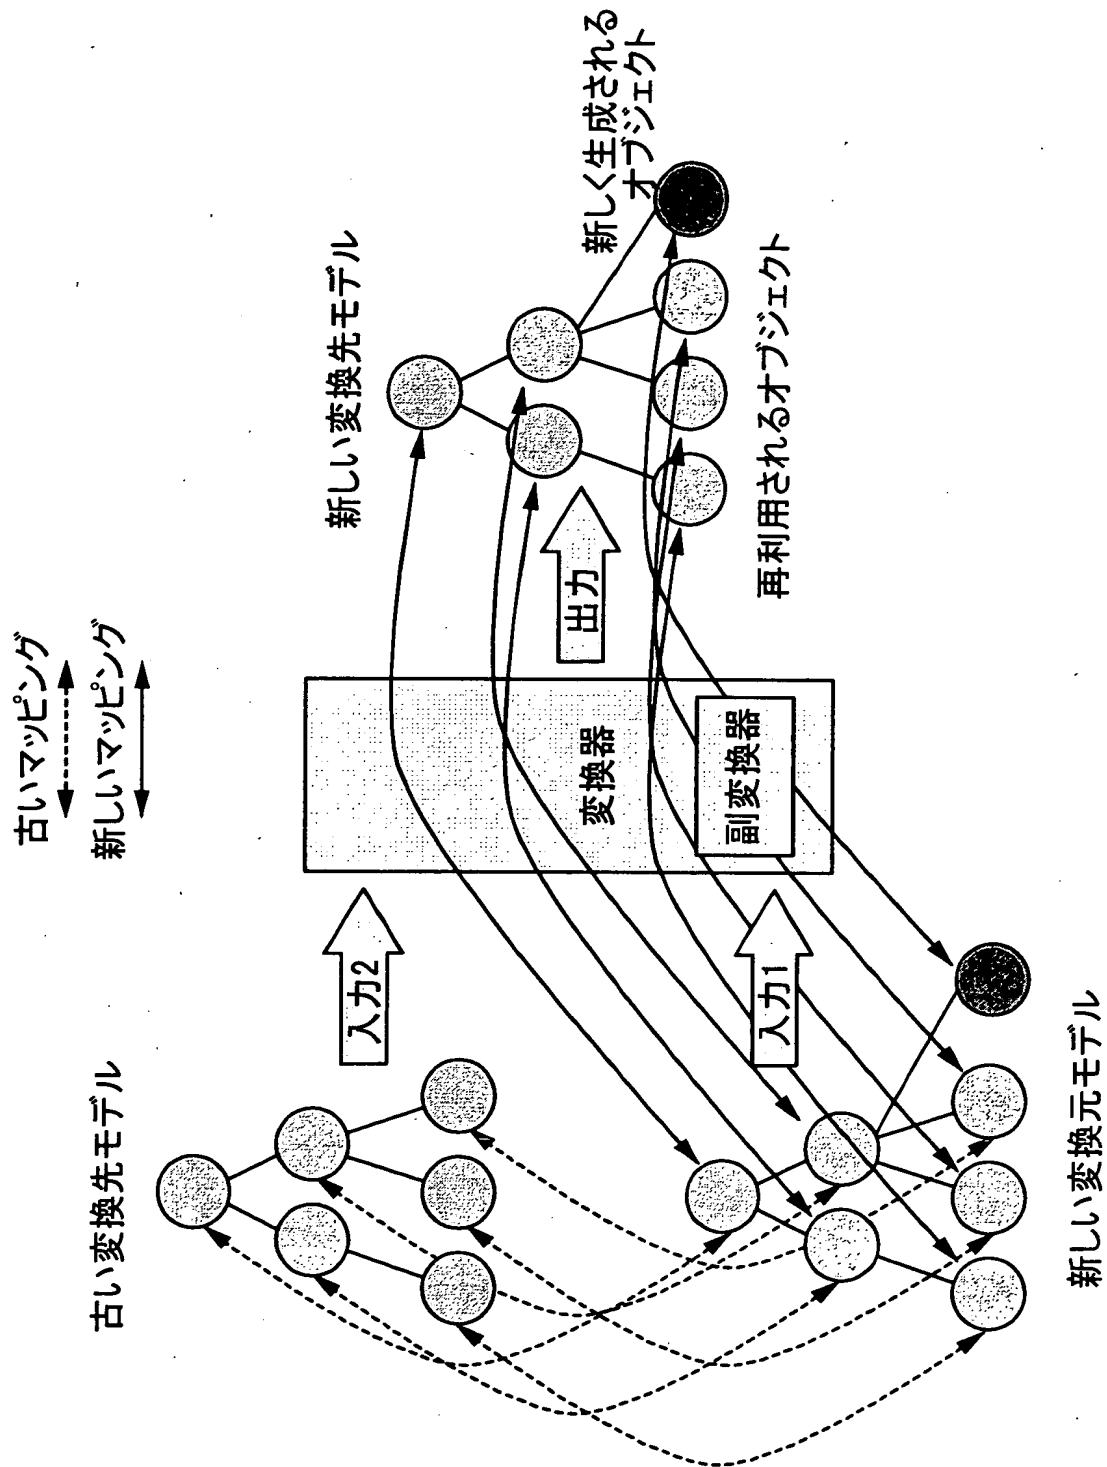 古いマッピング
新しいマッピング
古い変換先モデル
新しい変換先モデル
入力2
変換器
出力
新しく生成される
オブジェクト
入力1
副変換器
再利用されるオブジェクト
新しい変換元モデル